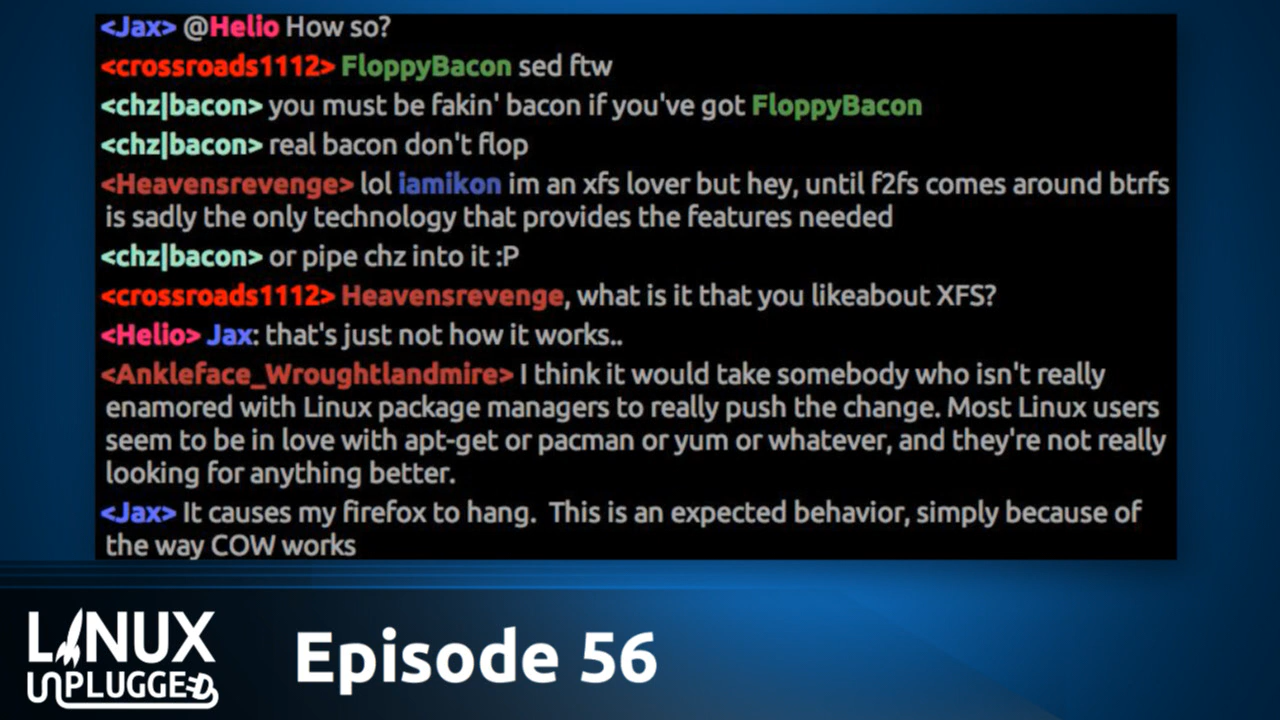 <Jax> @Helio How so?
<crossroads1112> FloppyBacon sed ftw
<chz|bacon> you must be fakin' bacon if you've got FloppyBacon
<chz|bacon> real bacon don't flop
<Heavensrevenge> lol iamikon im an xfs lover but hey, until f2fs comes around btrfs
is sadly the only technology that provides the features needed
<chz|bacon> or pipe chz into it :P
<crossroads1112> Heavensrevenge, what is it that you likeabout XFS?
<Helio> Jax: that's just not how it works..
<Ankleface_Wroughtlandmire> I think it would take somebody who isn't really
enamored with Linux package managers to really push the change. Most Linux users
seem to be in love with apt-get or pacman or yum or whatever, and they're not really
looking for anything better.
<Jax> It causes my firefox to hang.  This is an expected behavior, simply because of
the way COW works
LINUX
UNPLUGGED
Episode 56